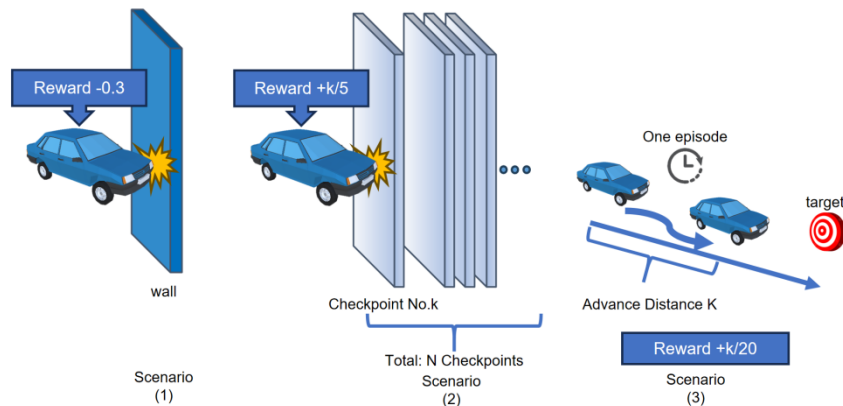 Reward -0.3
Reward +k/5
One episode
target
wall
Checkpoint No.k
Advance Distance K
Total: N Checkpoints
Reward +k/20
Scenario
(1)
Scenario
(2)
Scenario
(3)